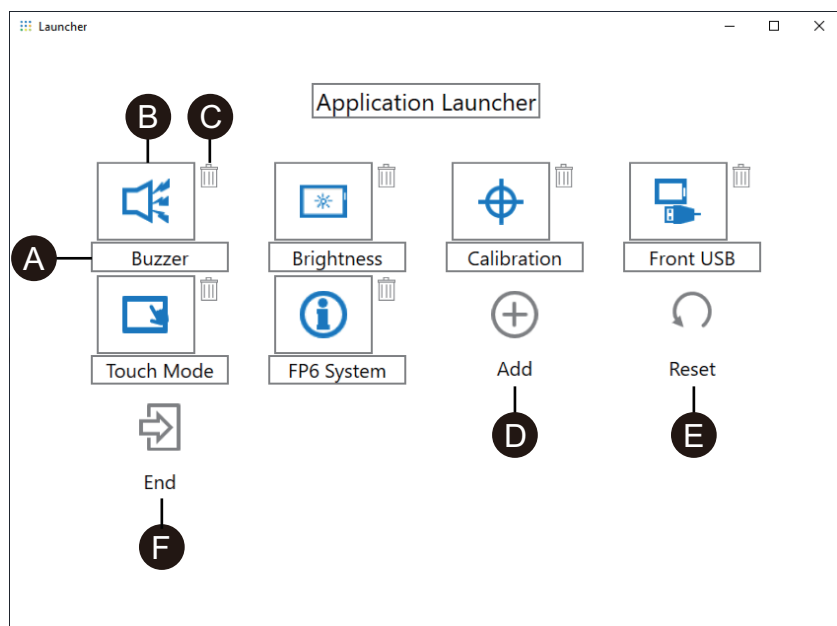 Launcher
Application Launcher
B C
A
Buzzer Brightness Calibration Front USB
Touch Mode FP6 System Add Reset
D E
End
F